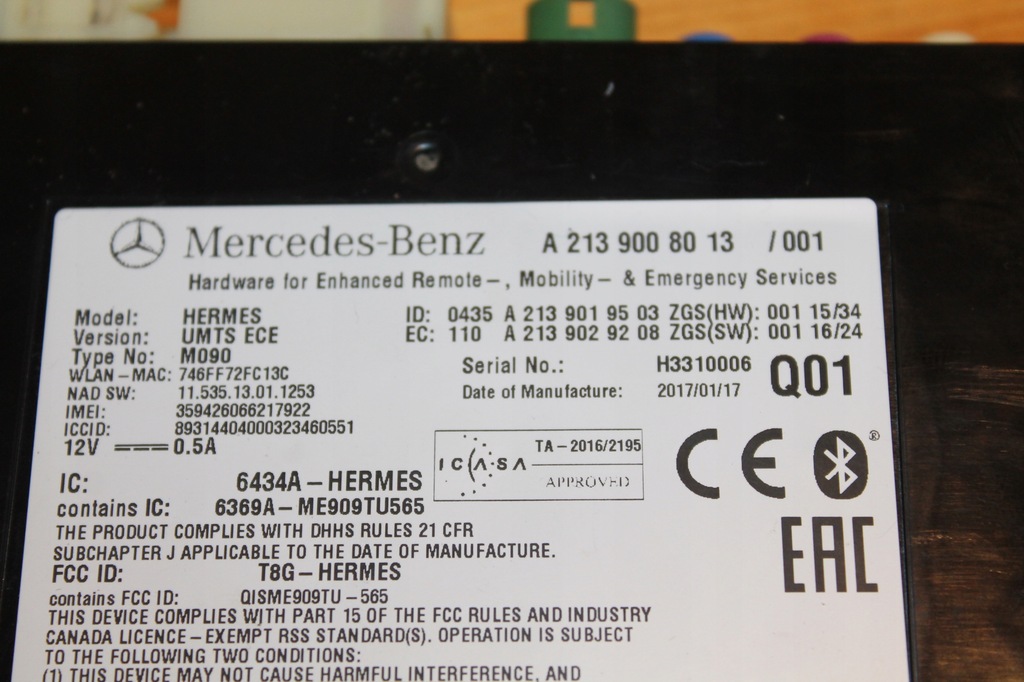 Mercedes-Benz A 213 900 80 13 /001
Hardware for Enhanced Remote-, Mobility- & Emergency Services
Model: HERMES ID: 0435 A 213 901 95 03 ZGS(HW): 001 15/34
Version: UMTS ECE EC: 110 A 213 902 92 08 ZGS(SW): 001 16/24
Type No: M090
WLAN-MAC: 746FF72FC13C Serial No.: H3310006 Q01
NAD SW: 11.535.13.01.1253 Date of Manufacture: 2017/01/17
IMEI: 359426066217922
ICCID: 89314404000323460551
12V 0.5A
ICASA TA-2016/2195
APPROVED
CE
®
EAC
IC: 6434A-HERMES
contains IC: 6369A-ME909TU565
THE PRODUCT COMPLIES WITH DHHS RULES 21 CFR
SUBCHAPTER J APPLICABLE TO THE DATE OF MANUFACTURE.
FCC ID: T8G-HERMES
contains FCC ID: QISME909TU-565
THIS DEVICE COMPLIES WITH PART 15 OF THE FCC RULES AND INDUSTRY
CANADA LICENCE-EXEMPT RSS STANDARD(S). OPERATION IS SUBJECT
TO THE FOLLOWING TWO CONDITIONS:
(1) THIS DEVICE MAY NOT CAUSE HARMFUL INTERFERENCE, AND